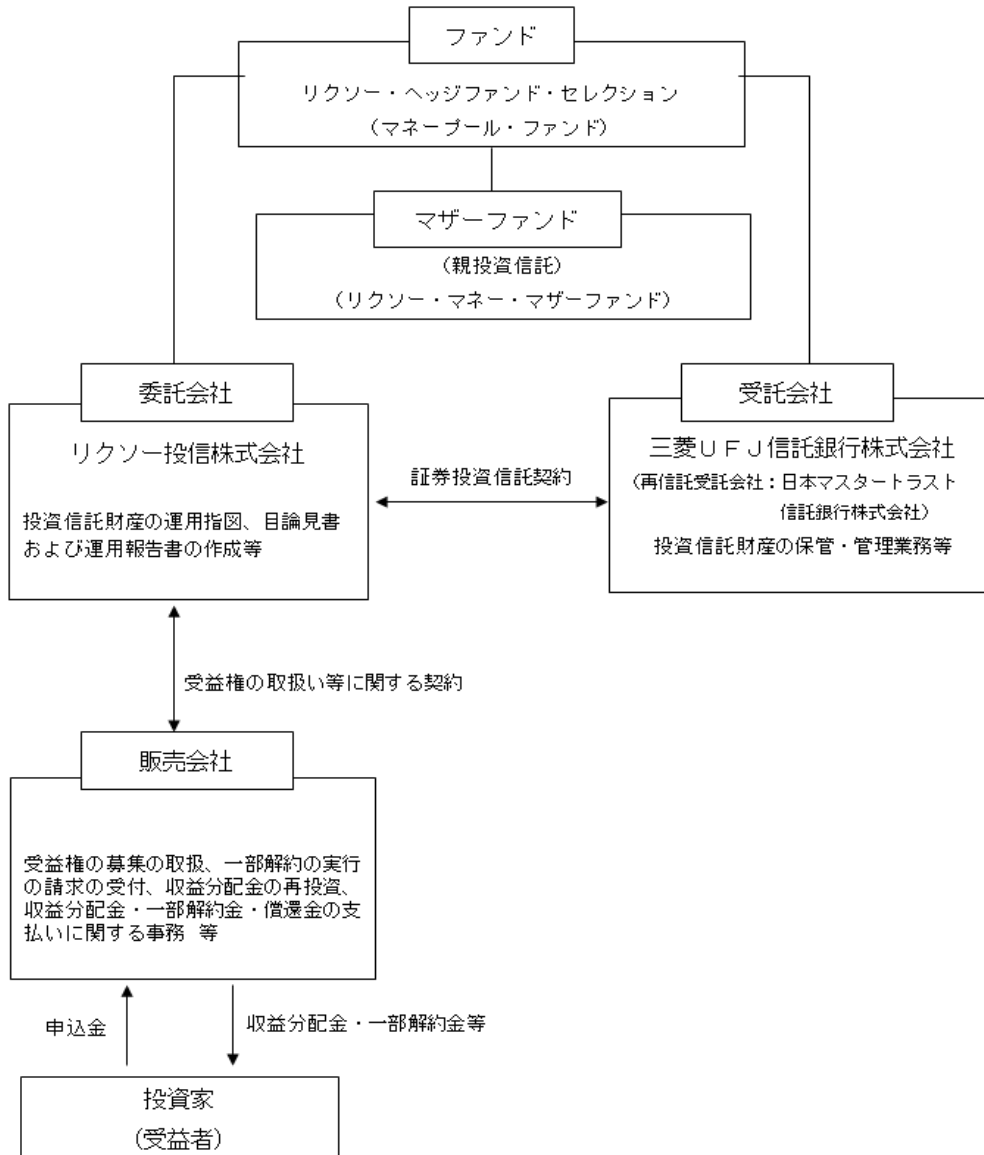 ファンド
リクソー・ヘッジファンド・セレクション
（マネープール・ファンド）
マザーファンド
（親投資信託）
（リクソー・マネー・マザーファンド）
委託会社
リクソー投信株式会社
投資信託財産の運用指図、目論見書
および運用報告書の作成等
証券投資信託契約
受託会社
三菱ＵＦＪ信託銀行株式会社
（再信託受託会社：日本マスタートラスト
信託銀行株式会社）
投資信託財産の保管・管理業務等
受益権の取扱い等に関する契約
販売会社
受益権の募集の取扱、一部解約の実行
の請求の受付、収益分配金の再投資、
収益分配金・一部解約金・償還金の支
払いに関する事務 等
申込金
収益分配金・一部解約金等
投資家
（受益者）